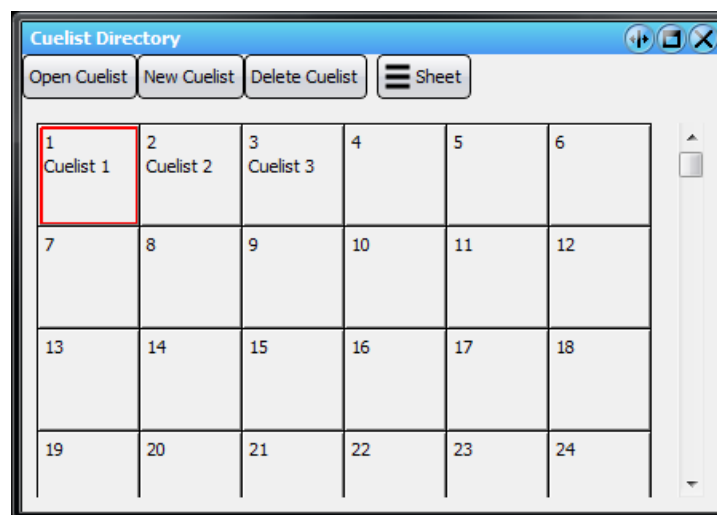 Cuelist Directory
Open Cuelist New Cuelist Delete Cuelist Sheet
1 2 3 4 5 6
Cuelist 1 Cuelist 2 Cuelist 3
7 8 9 10 11 12
13 14 15 16 17 18
19 20 21 22 23 24